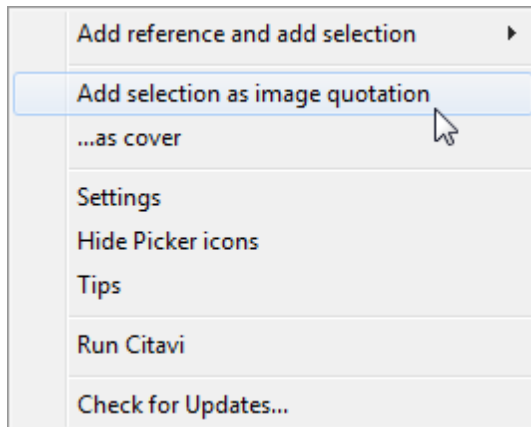 Add reference and add selection
Add selection as image quotation
...as cover
Settings
Hide Picker icons
Tips
Run Citavi
Check for Updates...